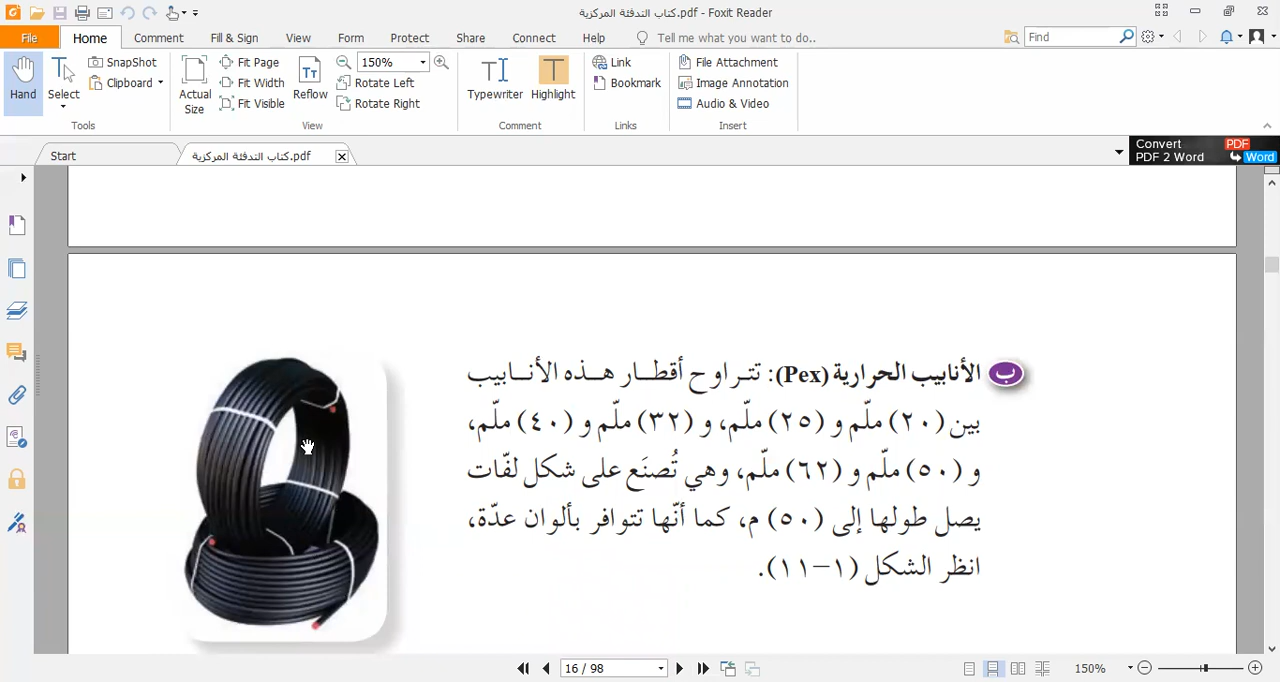 كتاب التدفئة المركزية.pdf - Foxit Reader
File Home Comment Fill & Sign View Form Protect Share Connect Help Tell me what you want to do.. Find
Hand
Select
SnapShot
Clipboard
Tools
Actual Size
Fit Page
Fit Width
Fit Visible
Reflow
150%
Rotate Left
Rotate Right
View
Typewriter
Highlight
Comment
Link
Bookmark
Links
File Attachment
Image Annotation
Audio & Video
Insert
Start
كتاب التدفئة المركزية.pdf
Convert PDF
PDF 2 Word Word
ب الأنابيب الحرارية (Pex): تتراوح أقطار هذه الأنابيب
بين (٢٠) ملّم و (٢٥) ملّم، و (٣٢) ملّم و (٤٠) ملّم،
و (٥٠) ملّم و (٦٢) ملّم، وهي تُصنَع على شكل لفّات
يصل طولها إلى (٥٠) م، كما أنّها تتوافر بألوان عدّة،
انظر الشكل (١-١١).
16 / 98
150%